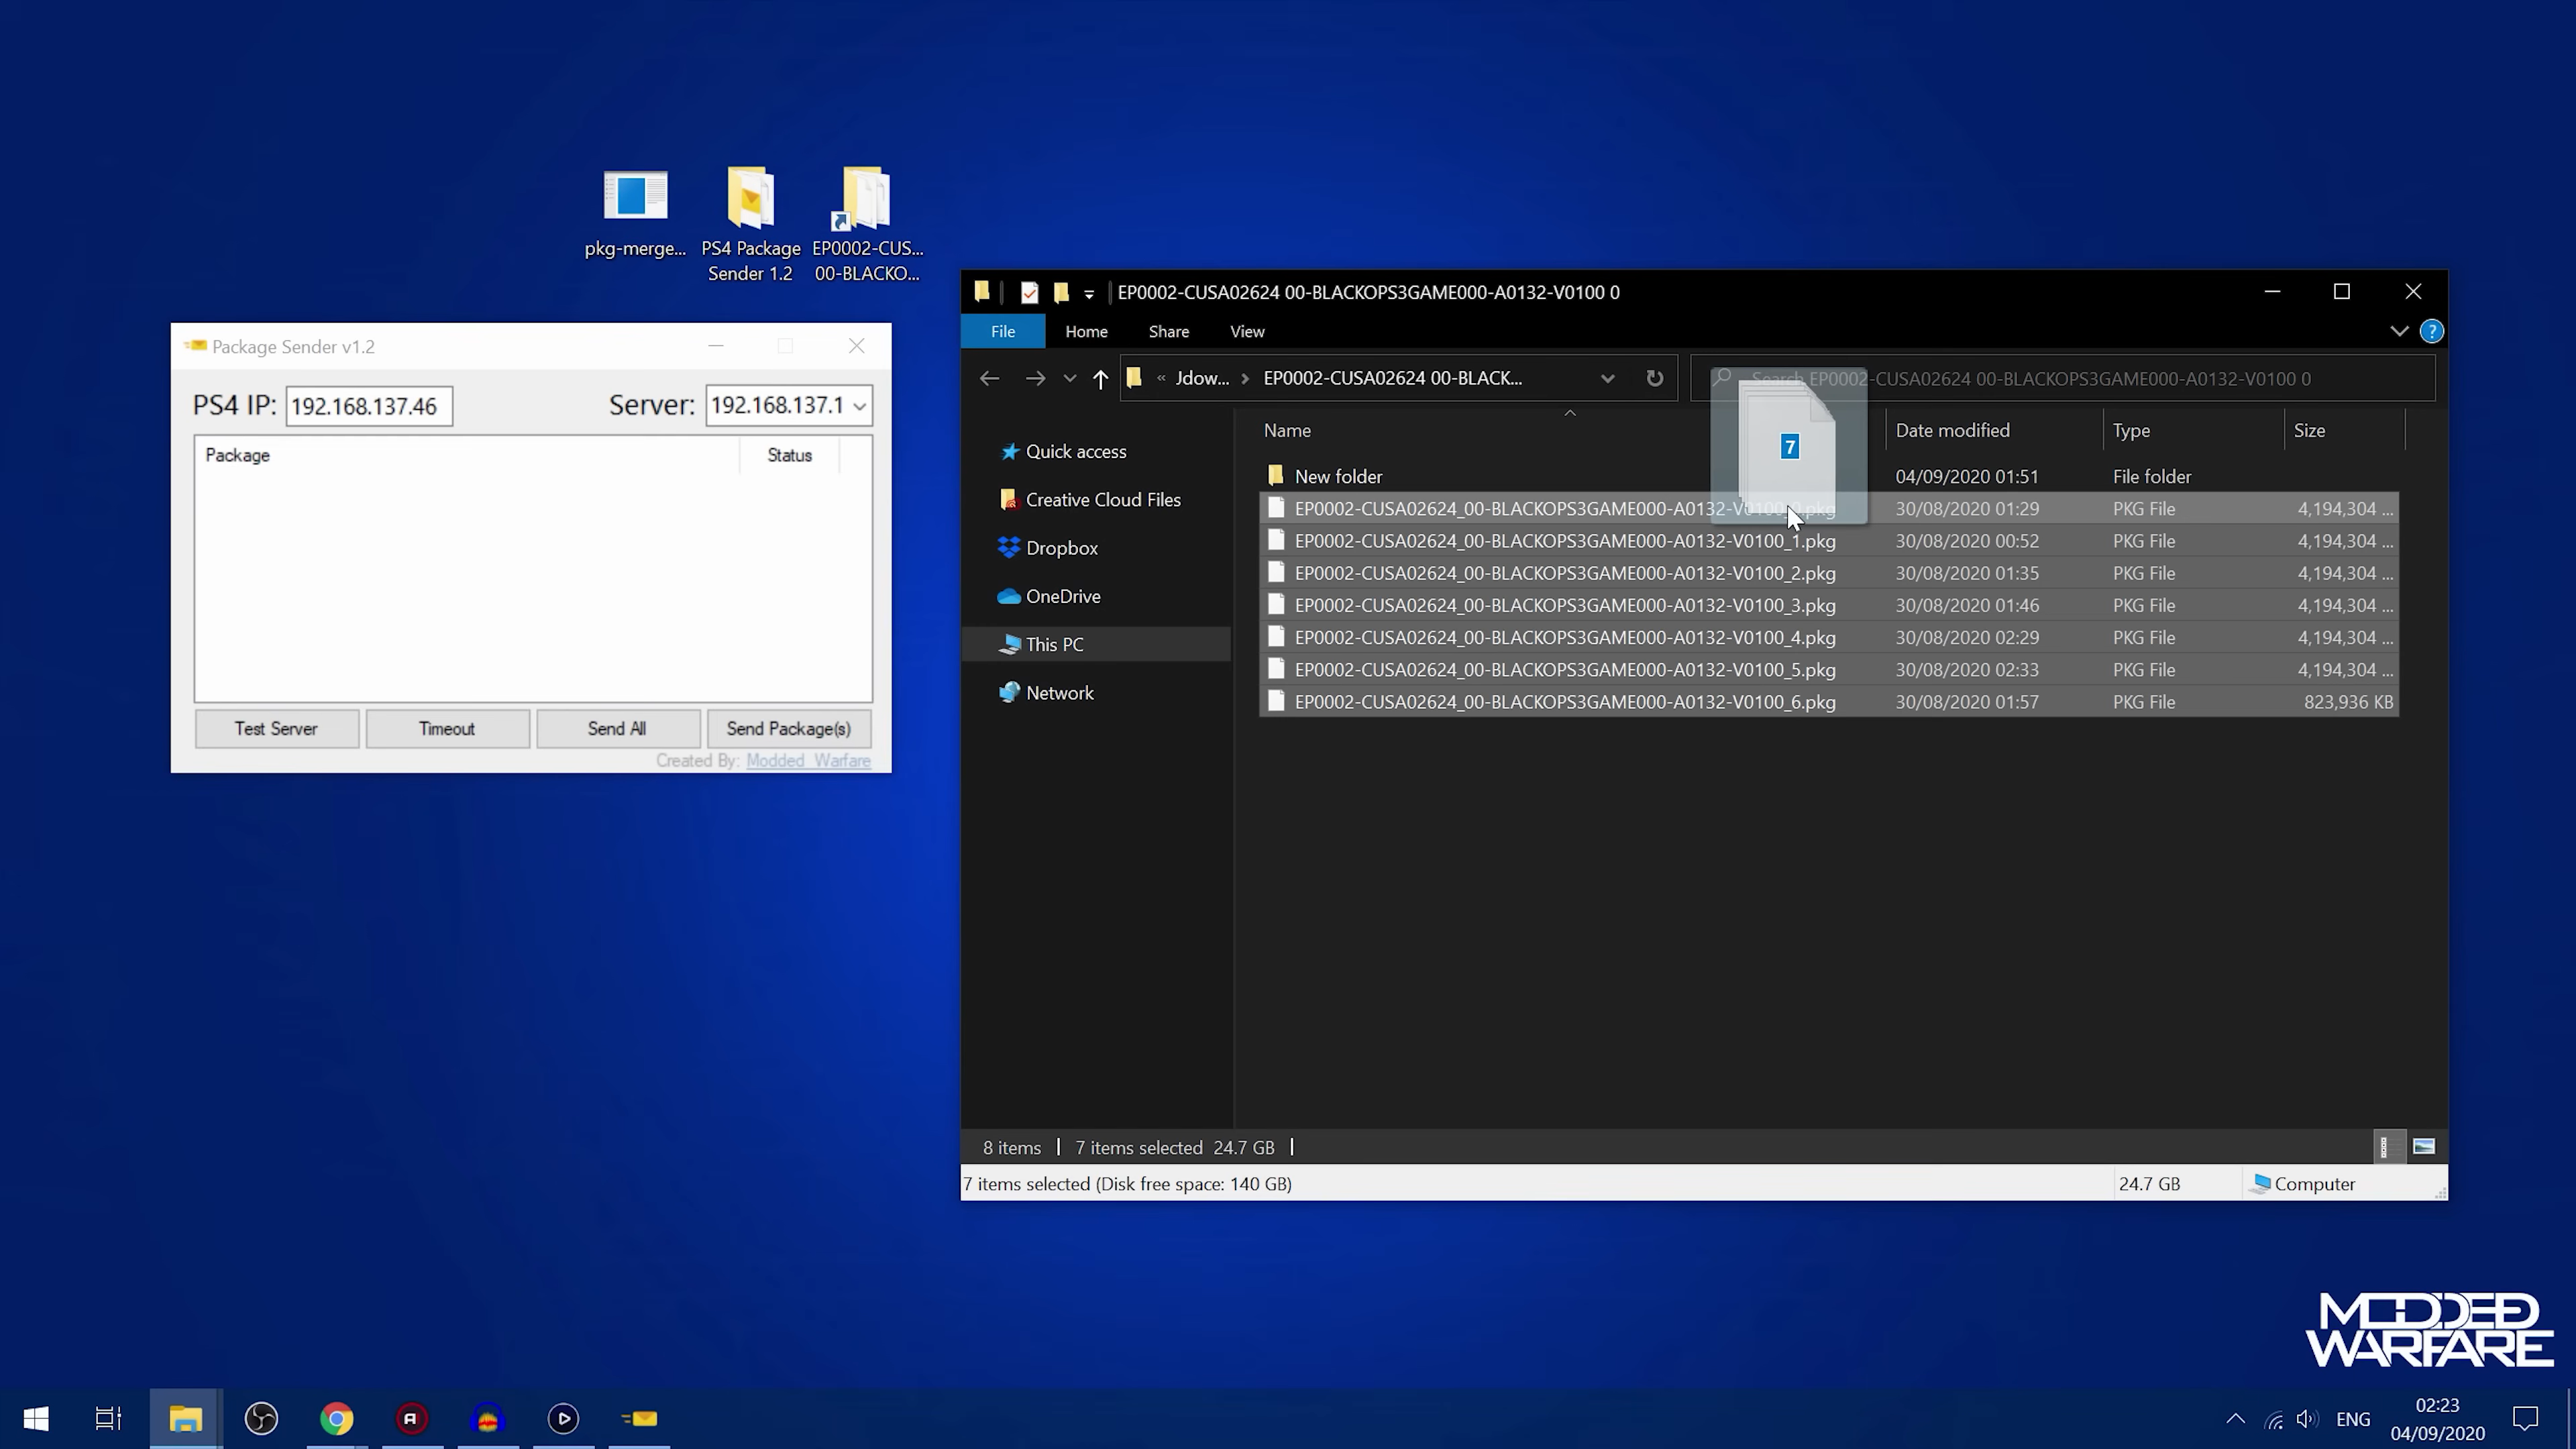 pkg-merge...
PS4 Package
Sender 1.2
EP0002-CUS...
00-BLACKO...
Package Sender v1.2
PS4 IP: 192.168.137.46 Server: 192.168.137.1
Package Status
Test Server Timeout Send All Send Package(s)
Created By: Modded_Warfare
EP0002-CUSA02624 00-BLACKOPS3GAME000-A0132-V0100 0
File Home Share View
« Jdow... › EP0002-CUSA02624 00-BLACK...
Search EP0002-CUSA02624 00-BLACKOPS3GAME000-A0132-V0100 0
Quick access
Creative Cloud Files
Dropbox
OneDrive
This PC
Network
Name Date modified Type Size
New folder 04/09/2020 01:51 File folder
7
EP0002-CUSA02624_00-BLACKOPS3GAME000-A0132-V0100_0.pkg 30/08/2020 01:29 PKG File 4,194,304 ...
EP0002-CUSA02624_00-BLACKOPS3GAME000-A0132-V0100_1.pkg 30/08/2020 00:52 PKG File 4,194,304 ...
EP0002-CUSA02624_00-BLACKOPS3GAME000-A0132-V0100_2.pkg 30/08/2020 01:35 PKG File 4,194,304 ...
EP0002-CUSA02624_00-BLACKOPS3GAME000-A0132-V0100_3.pkg 30/08/2020 01:46 PKG File 4,194,304 ...
EP0002-CUSA02624_00-BLACKOPS3GAME000-A0132-V0100_4.pkg 30/08/2020 02:29 PKG File 4,194,304 ...
EP0002-CUSA02624_00-BLACKOPS3GAME000-A0132-V0100_5.pkg 30/08/2020 02:33 PKG File 4,194,304 ...
EP0002-CUSA02624_00-BLACKOPS3GAME000-A0132-V0100_6.pkg 30/08/2020 01:57 PKG File 823,936 KB
8 items 7 items selected 24.7 GB
7 items selected (Disk free space: 140 GB) 24.7 GB Computer
MODDED
WARFARE
ENG
02:23
04/09/2020